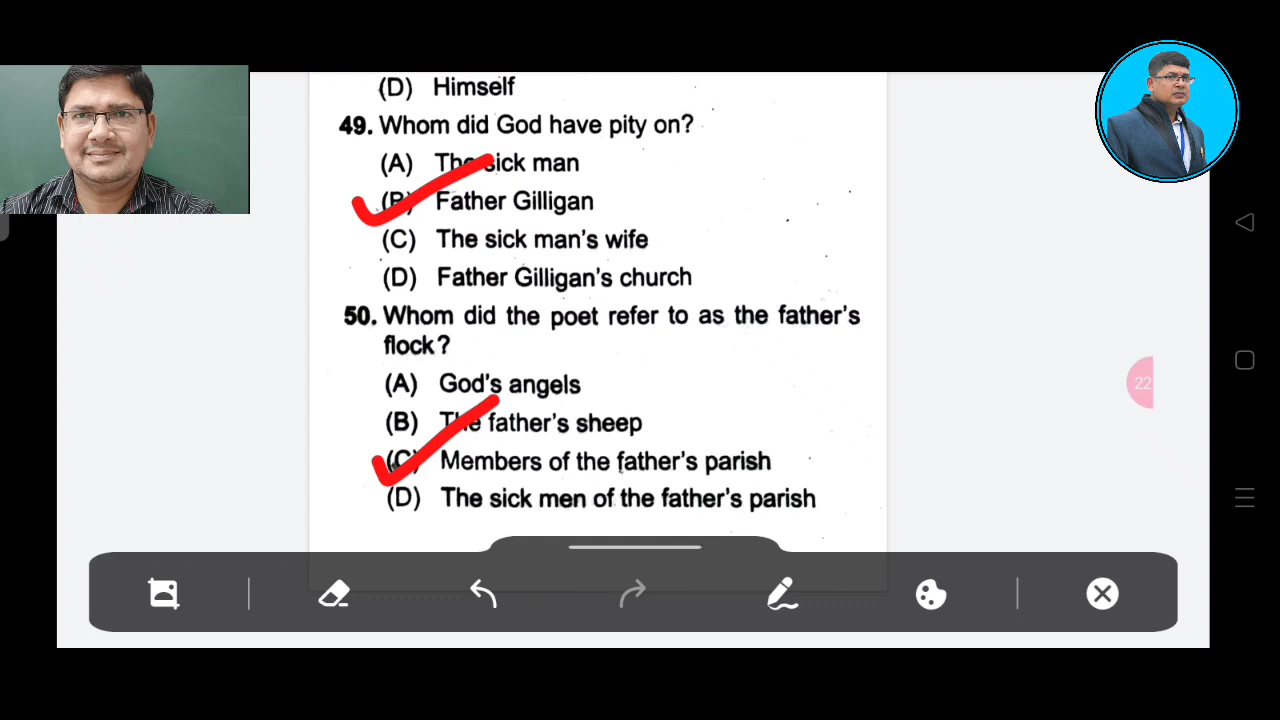 (D) Himself
49. Whom did God have pity on?
(A) The sick man
(B) Father Gilligan
(C) The sick man's wife
(D) Father Gilligan's church
50. Whom did the poet refer to as the father's
flock?
(A) God's angels
(B) The father's sheep
(C) Members of the father's parish
(D) The sick men of the father's parish
22